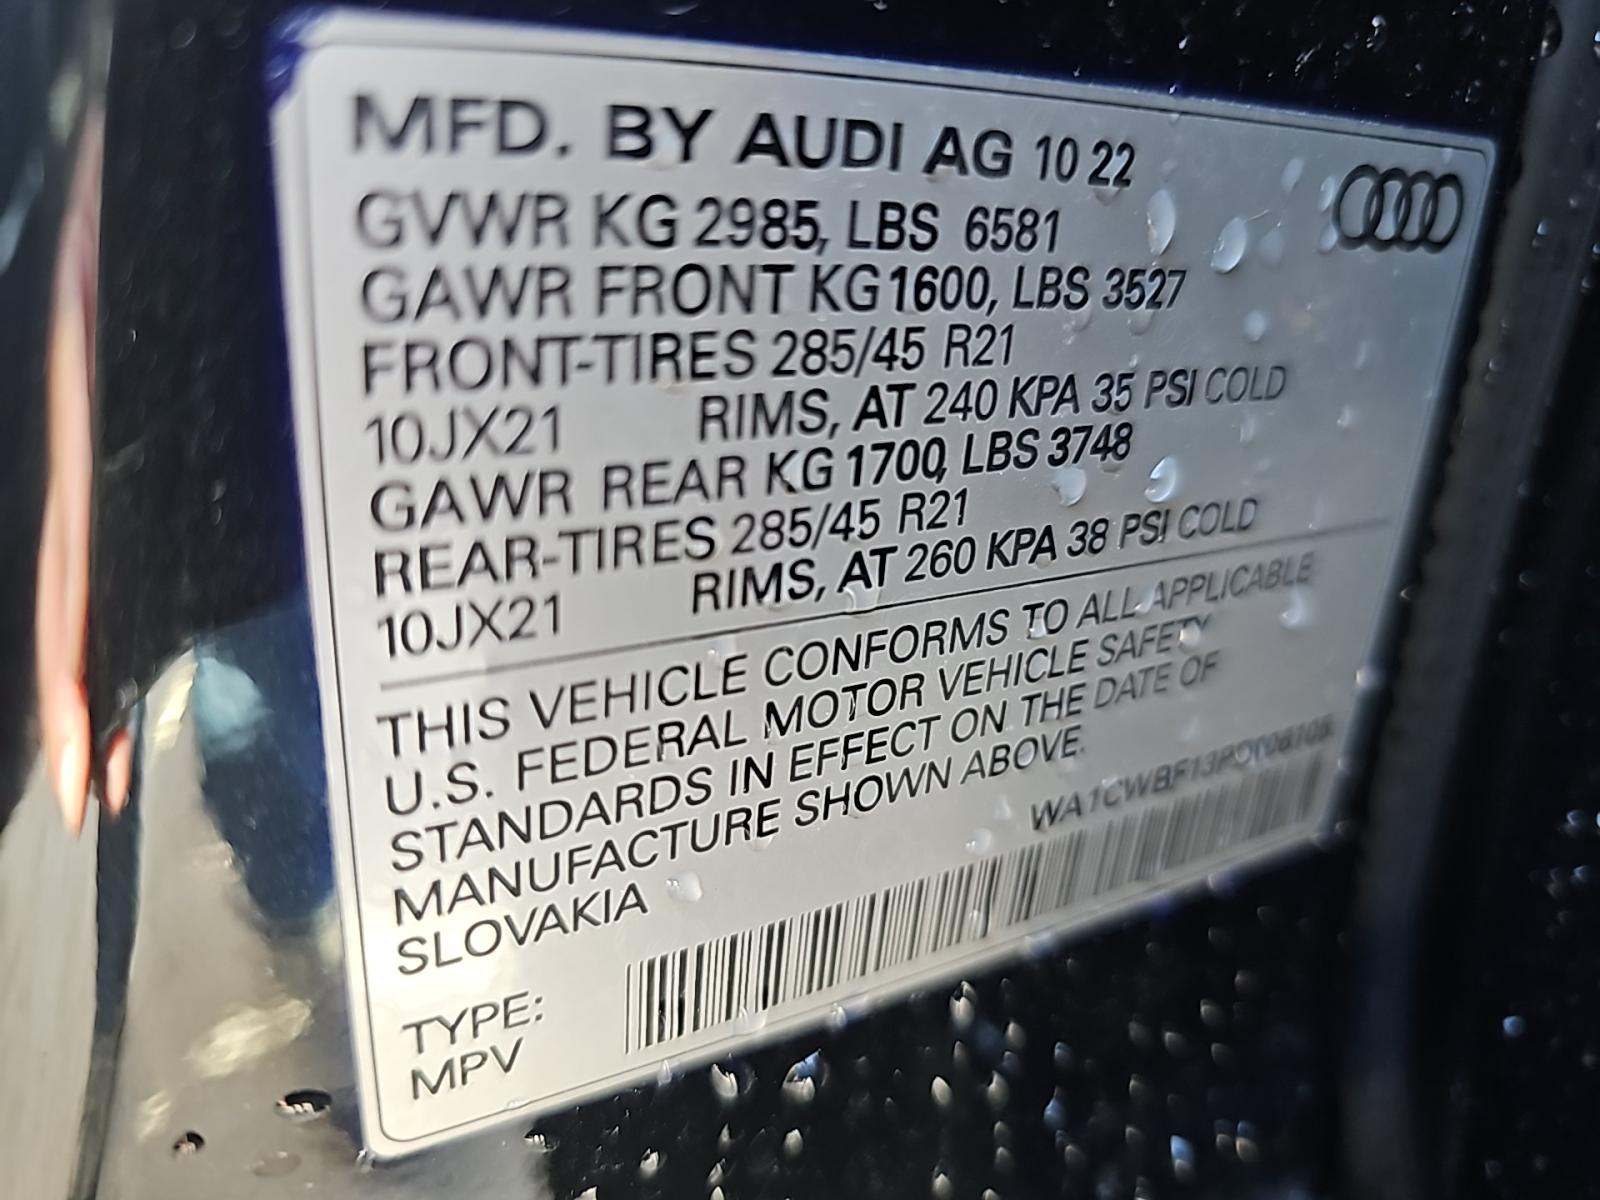 MFD. BY AUDI AG 10 22
GVWR KG 2985, LBS 6581
GAWR FRONT KG 1600, LBS 3527
FRONT-TIRES 285/45 R21
10JX21 RIMS, AT 240 KPA 35 PSI COLD
GAWR REAR KG 1700, LBS 3748
REAR-TIRES 285/45 R21
10JX21 RIMS, AT 260 KPA 38 PSI COLD
THIS VEHICLE CONFORMS TO ALL APPLICABLE
U.S. FEDERAL MOTOR VEHICLE SAFETY
STANDARDS IN EFFECT ON THE DATE OF
MANUFACTURE SHOWN ABOVE.
SLOVAKIA
TYPE:
MPV